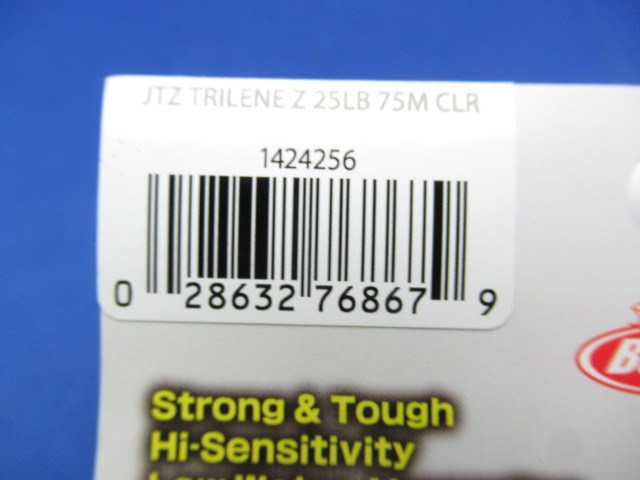 JTZ TRILENE Z 25LB 75M CLR
1424256
0 28632 76867 9
Strong & Tough
Hi-Sensitivity